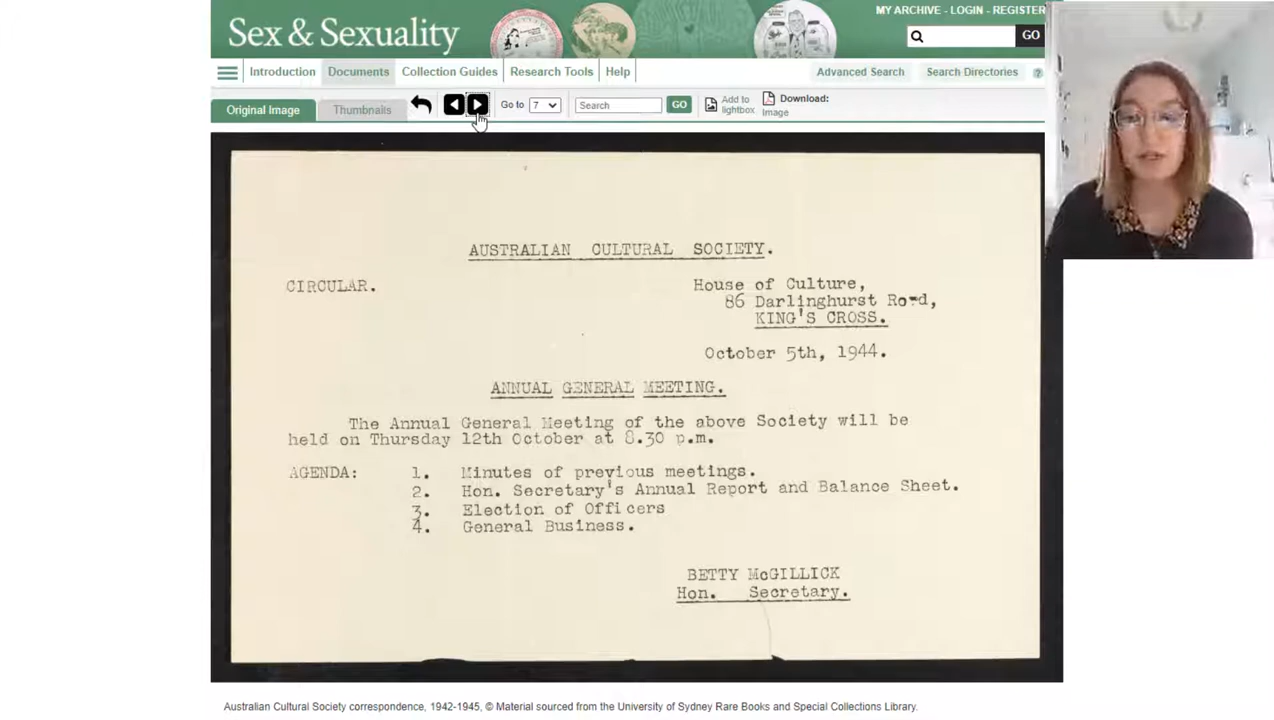 Sex & Sexuality
MY ARCHIVE - LOGIN - REGISTER
GO
Introduction
Documents
Collection Guides
Research Tools
Help
Advanced Search
Search Directories
?
Original Image
Thumbnails
Go to
7
Search
GO
Add to
lightbox
Download:
Image
AUSTRALIAN CULTURAL SOCIETY.
CIRCULAR.
House of Culture,
86 Darlinghurst Road,
KING'S CROSS.
October 5th, 1944.
ANNUAL GENERAL MEETING.
The Annual General Meeting of the above Society will be
held on Thursday 12th October at 8.30 p.m.
AGENDA: 1. Minutes of previous meetings.
2. Hon. Secretary's Annual Report and Balance Sheet.
3. Election of Officers
4. General Business.
BETTY McGILLICK
Hon. Secretary.
Australian Cultural Society correspondence, 1942-1945, © Material sourced from the University of Sydney Rare Books and Special Collections Library.